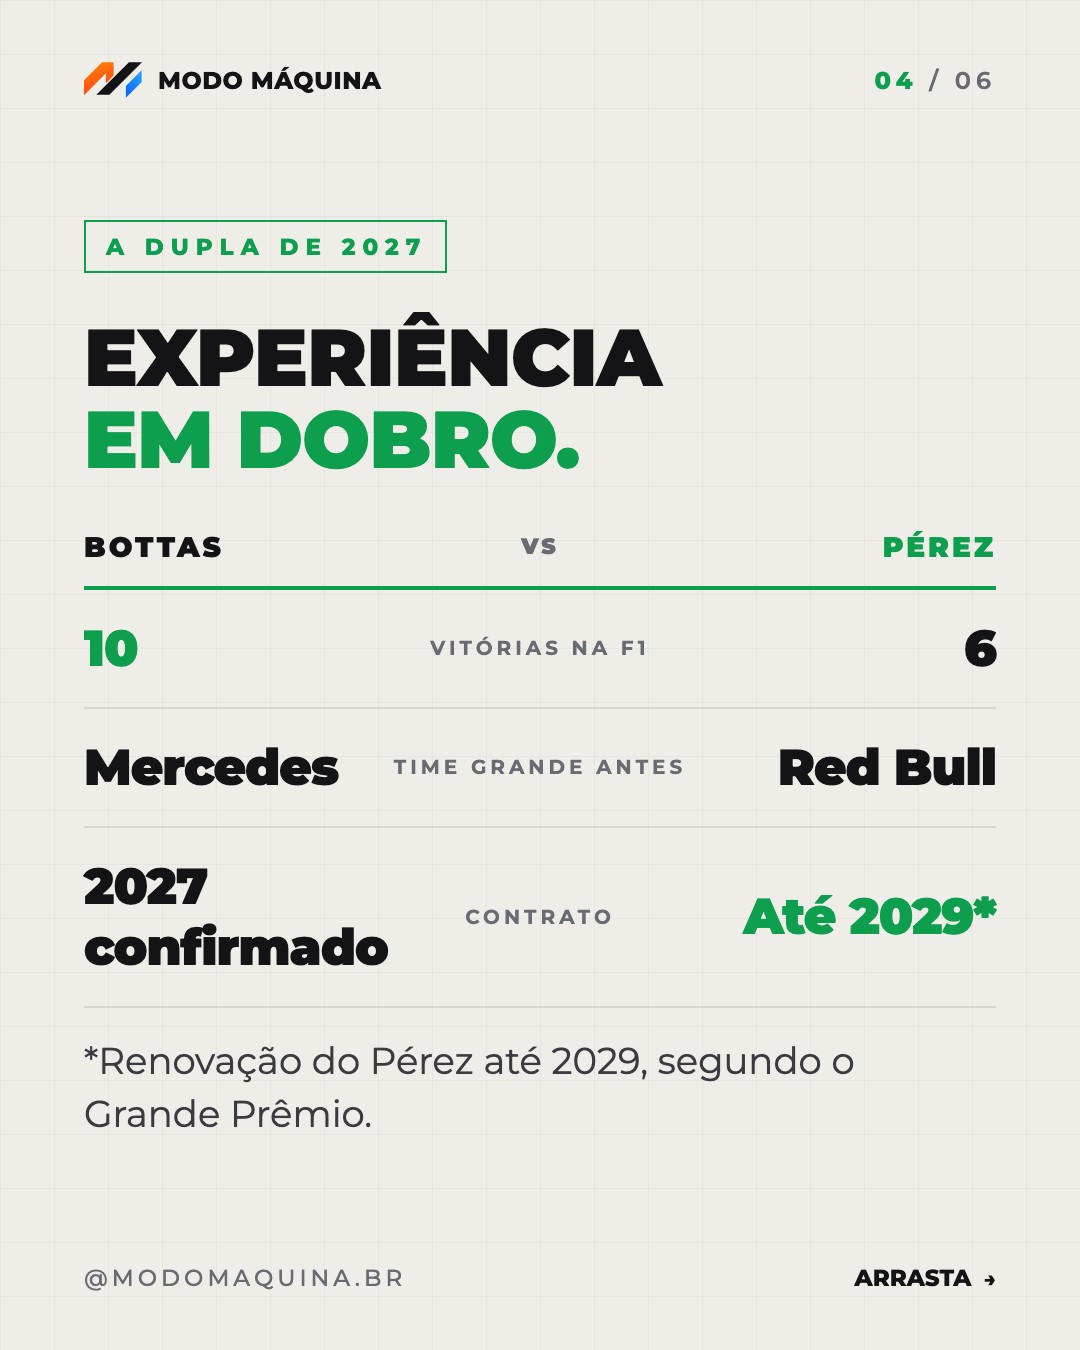 MODO MÁQUINA
04 / 06
A DUPLA DE 2027
EXPERIÊNCIA
EM DOBRO.
BOTTAS VS PÉREZ
10 VITÓRIAS NA F1 6
Mercedes TIME GRANDE ANTES Red Bull
2027
confirmado CONTRATO Até 2029*
*Renovação do Pérez até 2029, segundo o
Grande Prêmio.
@MODOMAQUINA.BR
ARRASTA →